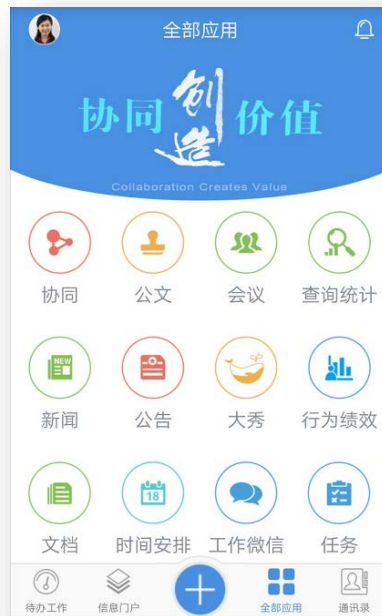 全部应用
协同创造价值
Collaboration Creates Value
协同 公文 会议 查询统计
NEW
新闻 公告 大秀 行为绩效
18
文档 时间安排 工作微信 任务
待办工作 信息门户 全部应用 通讯录